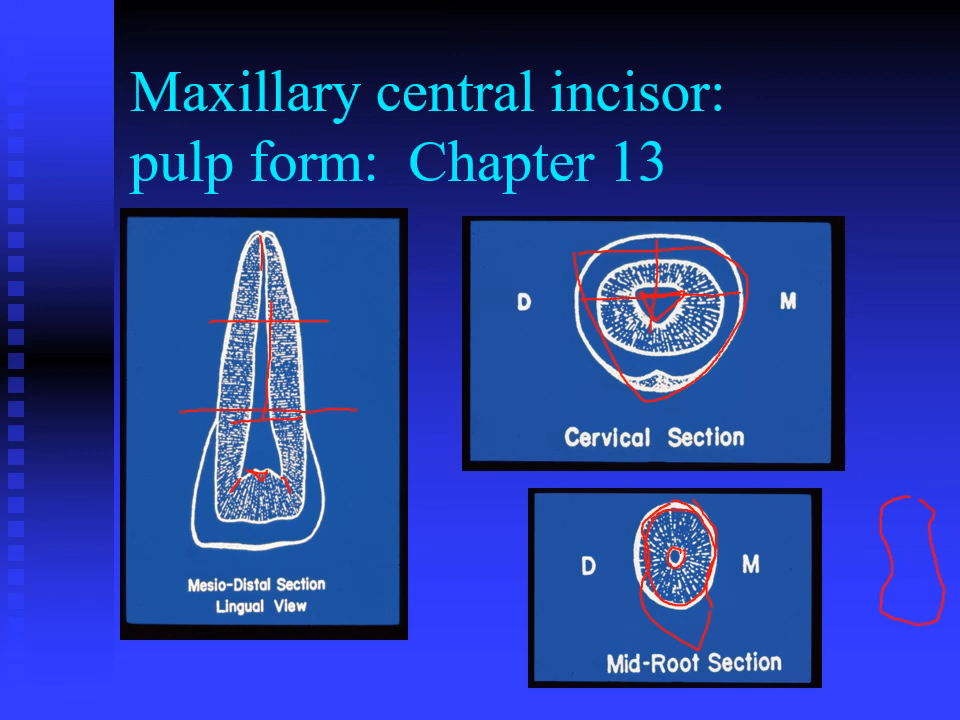 Maxillary central incisor:
pulp form: Chapter 13
D
M
Cervical Section
Mesio-Distal Section
Lingual View
D
M
Mid-Root Section